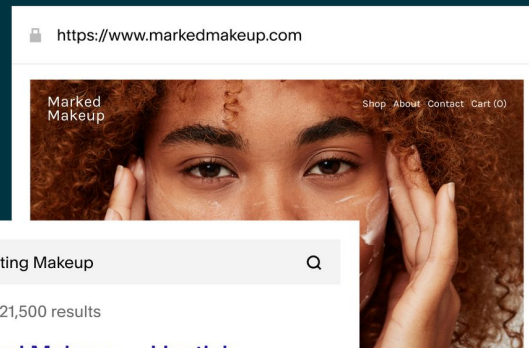 https://www.markedmakeup.com
Marked
Makeup
Shop About Contact Cart (0)
ting Makeup
21,500 results